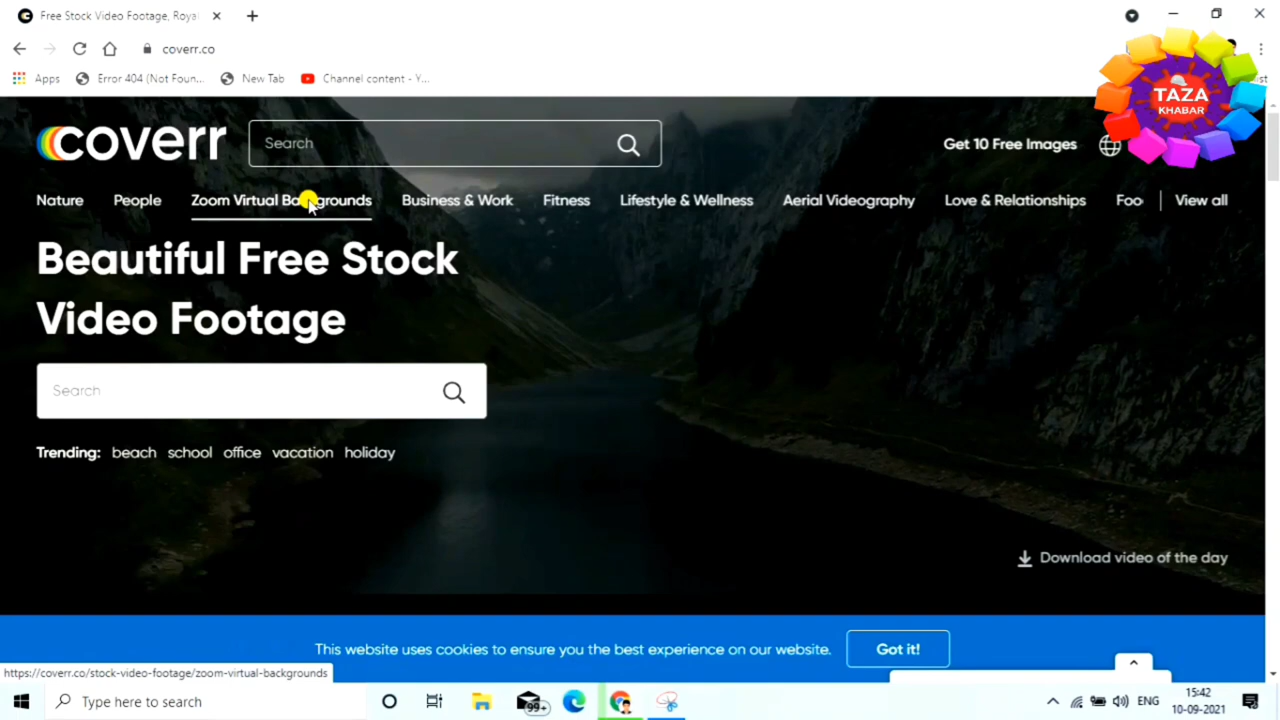 Free Stock Video Footage, Roya
coverr.co
Apps Error 404 (Not Foun... New Tab Channel content - Y...
TAZA
KHABAR
coverr Search Get 10 Free Images
Nature People Zoom Virtual Backgrounds Business & Work Fitness Lifestyle & Wellness Aerial Videography Love & Relationships Foo View all
Beautiful Free Stock
Video Footage
Search
Trending: beach school office vacation holiday
Download video of the day
This website uses cookies to ensure you the best experience on our website. Got it!
https://coverr.co/stock-video-footage/zoom-virtual-backgrounds
Type here to search 99+ ENG 15:42
10-09-2021